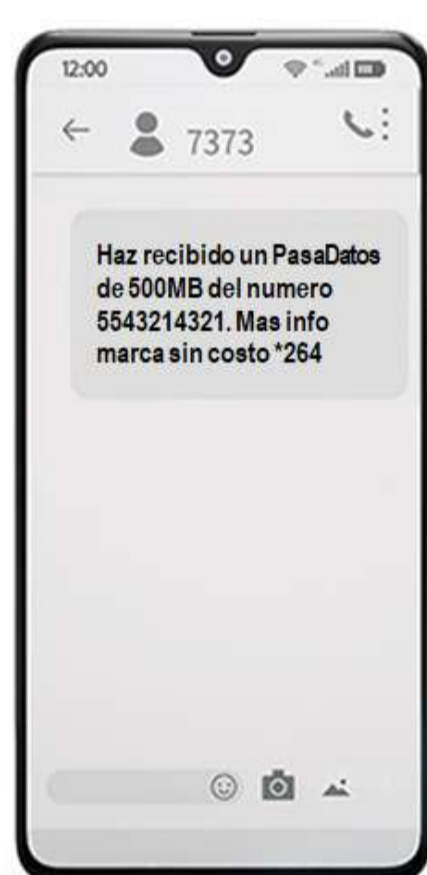 12:00
7373
Haz recibido un PasaDatos
de 500MB del numero
5543214321. Mas info
marca sin costo *264